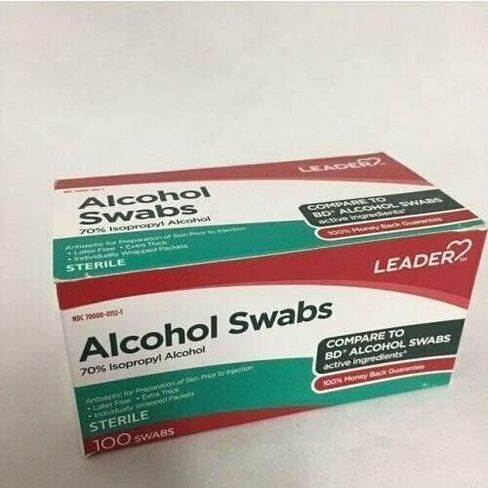 LEADER
Alcohol
Swabs
70% Isopropyl Alcohol
COMPARE TO
BD® ALCOHOL SWABS
active ingredients*
100% Money Back Guarantee
Antiseptic for Preparation of Skin Prior to Injection
• Latex Free • Extra Thick
• Individually Wrapped Packets
STERILE
LEADER™
NDC 70000-0112-1
Alcohol Swabs
70% Isopropyl Alcohol
COMPARE TO
BD® ALCOHOL SWABS
active ingredients*
100% Money Back Guarantee
Antiseptic for Preparation of Skin Prior to Injection
• Latex Free • Extra Thick
• Individually Wrapped Packets
STERILE
100 SWABS